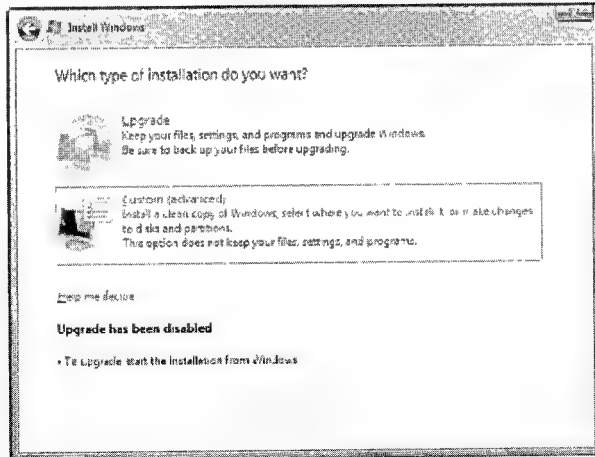 Install Windows
Which type of installation do you want?
Upgrade
Keep your files, settings, and programs and upgrade Windows.
Be sure to back up your files before upgrading.
Custom (advanced)
Install a clean copy of Windows, select where you want to install it, or make changes
to disks and partitions.
This option does not keep your files, settings, and programs.
Help me decide
Upgrade has been disabled
• To upgrade start the installation from Windows